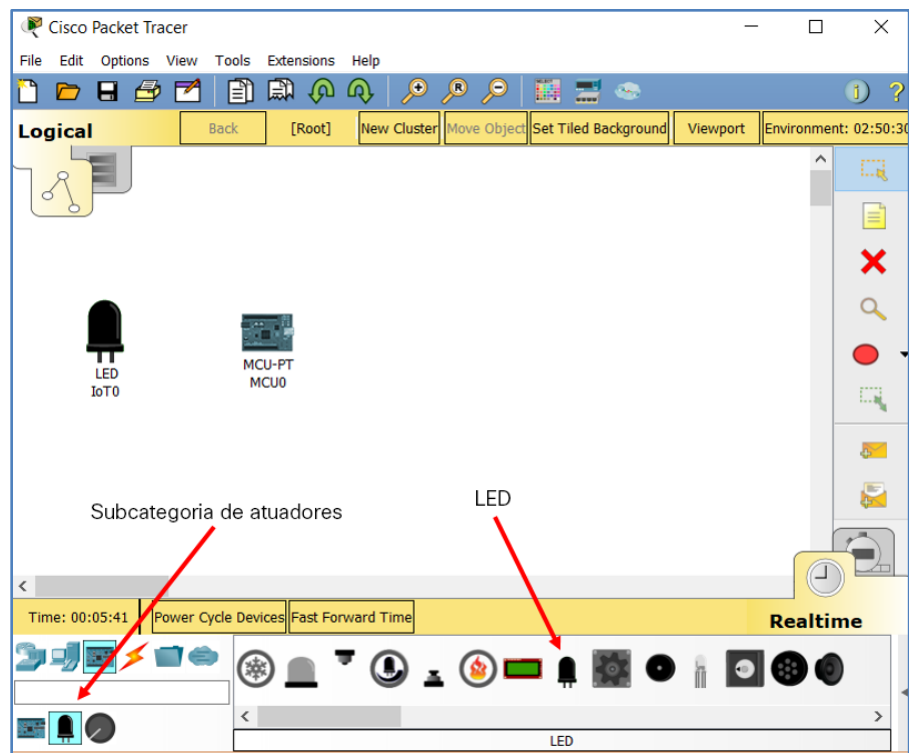 Cisco Packet Tracer
File Edit Options View Tools Extensions Help
Logical Back [Root] New Cluster Move Object Set Tiled Background Viewport Environment: 02:50:30
LED
IoT0
MCU-PT
MCU0
Subcategoria de atuadores
LED
Time: 00:05:41 Power Cycle Devices Fast Forward Time Realtime
LED